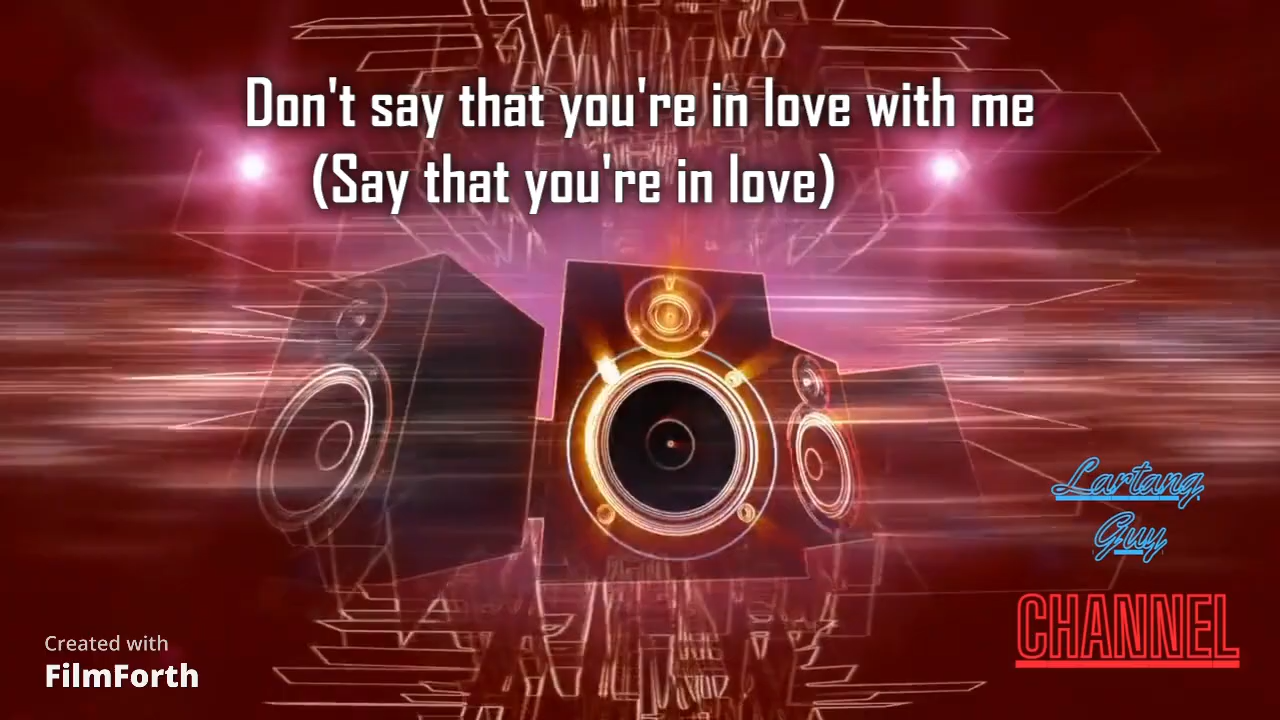 Don't say that you're in love with me
(Say that you're in love)
Lartang
Guy
CHANNEL
Created with
FilmForth